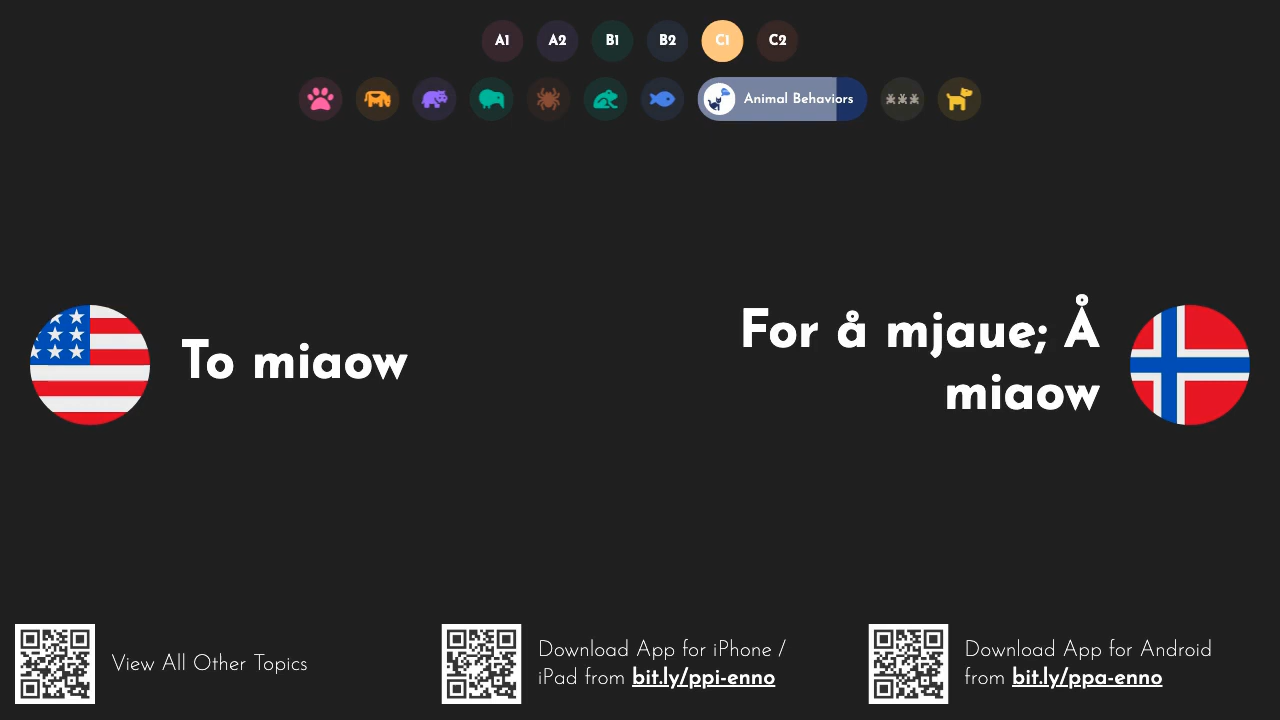 A1 A2 B1 B2 C1 C2
Animal Behaviors
To miaow
For å mjaue; Å
miaow
View All Other Topics
Download App for iPhone /
iPad from bit.ly/ppi-enno
Download App for Android
from bit.ly/ppa-enno